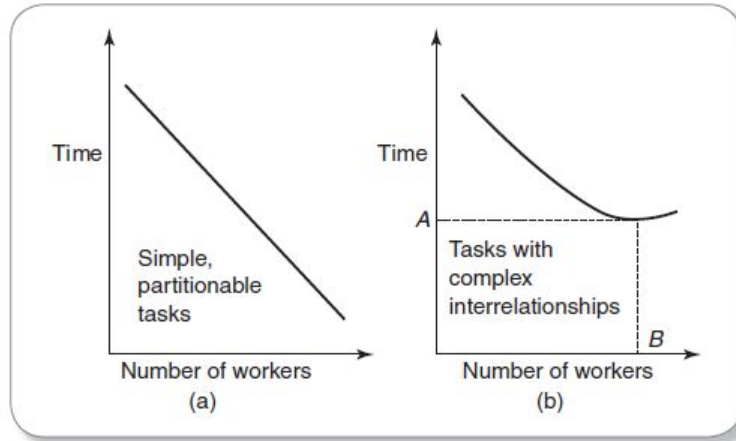 Time
Simple,
partitionable
tasks
Number of workers
(a)
Time
A
Tasks with
complex
interrelationships
B
Number of workers
(b)